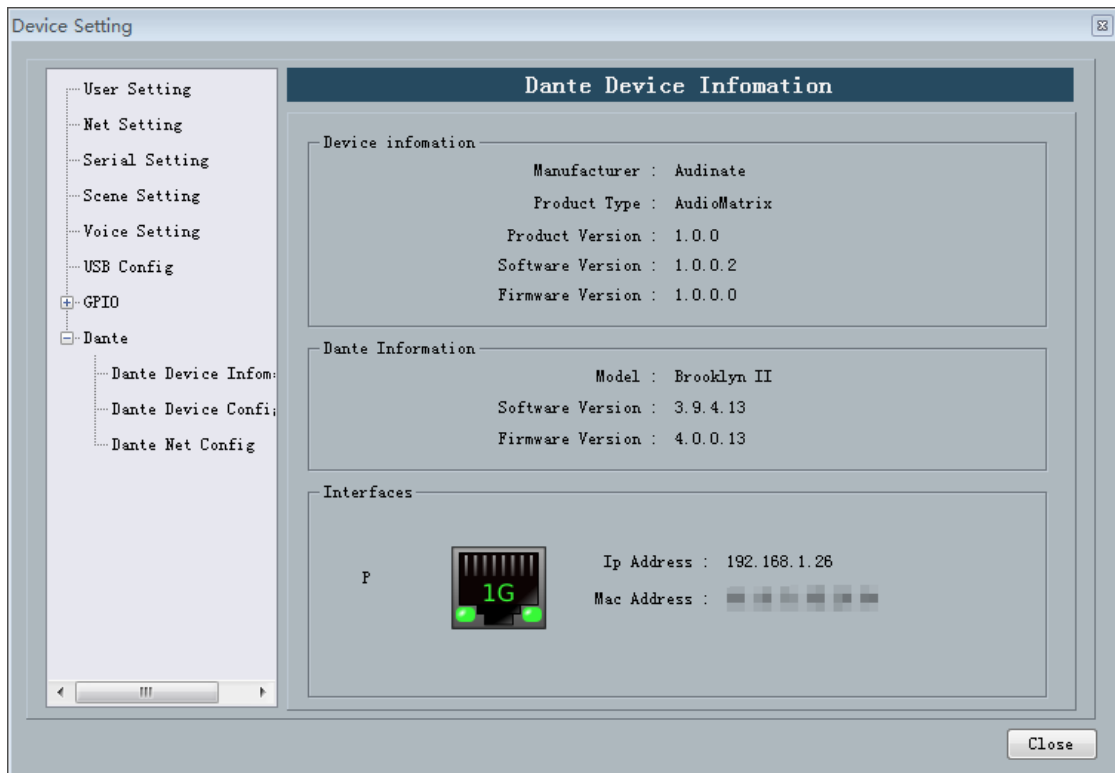 Device Setting
User Setting
Net Setting
Serial Setting
Scene Setting
Voice Setting
USB Config
GPIO
Dante
Dante Device Infom
Dante Device Confi
Dante Net Config
Dante Device Infomation
Device infomation
Manufacturer : Audinate
Product Type : AudioMatrix
Product Version : 1.0.0
Software Version : 1.0.0.2
Firmware Version : 1.0.0.0
Dante Information
Model : Brooklyn II
Software Version : 3.9.4.13
Firmware Version : 4.0.0.13
Interfaces
P
1G
Ip Address : 192.168.1.26
Mac Address :
Close